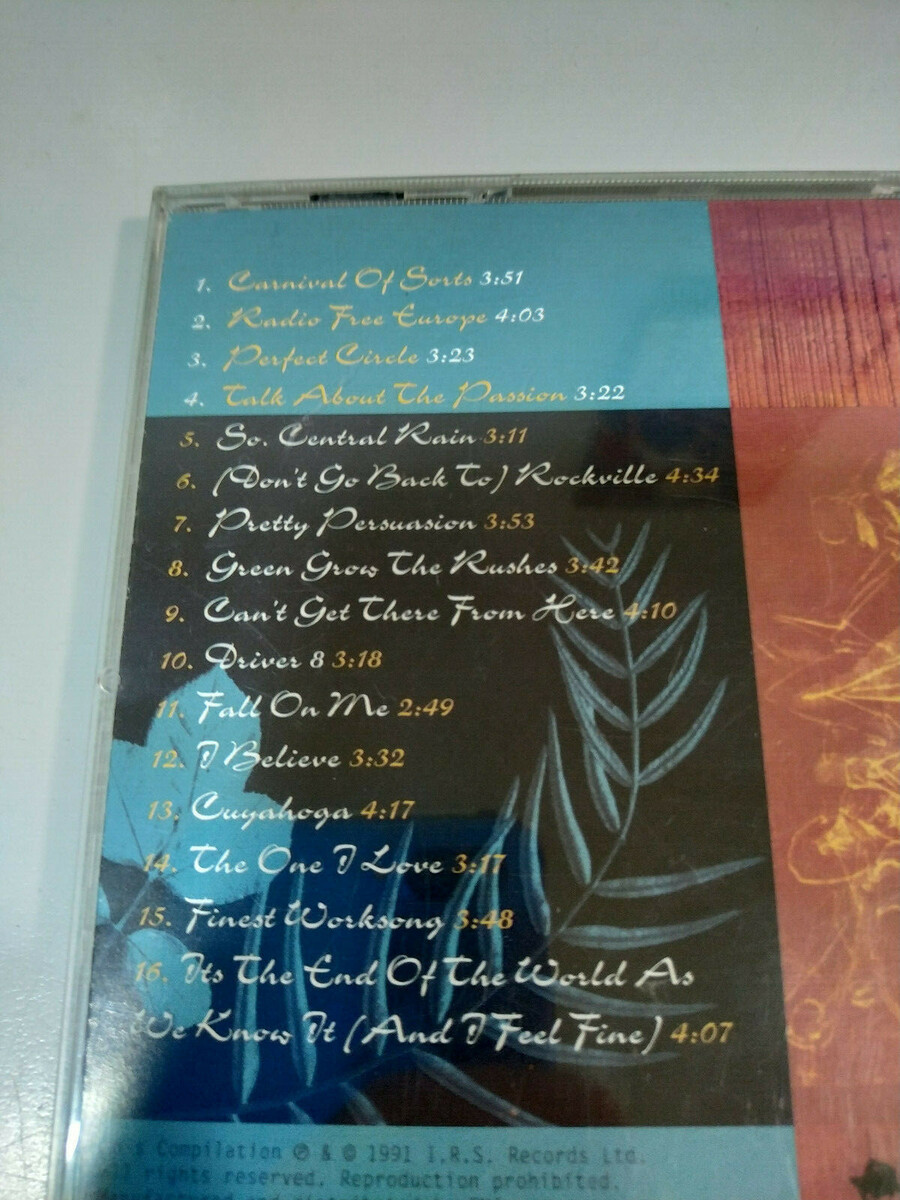 1. Carnival Of Sorts 3:51
2. Radio Free Europe 4:03
3. Perfect Circle 3:23
4. Talk About The Passion 3:22
5. So. Central Rain 3:11
6. (Don't Go Back To) Rockville 4:34
7. Pretty Persuasion 3:53
8. Green Grow The Rushes 3:42
9. Can't Get There From Here 4:10
10. Driver 8 3:18
11. Fall On Me 2:49
12. I Believe 3:32
13. Cuyahoga 4:17
14. The One I Love 3:17
15. Finest Worksong 3:48
16. Its The End Of The World As
We Know It (And I Feel Fine) 4:07
Compilation ℗ & © 1991 I.R.S. Records Ltd.
All rights reserved. Reproduction prohibited.